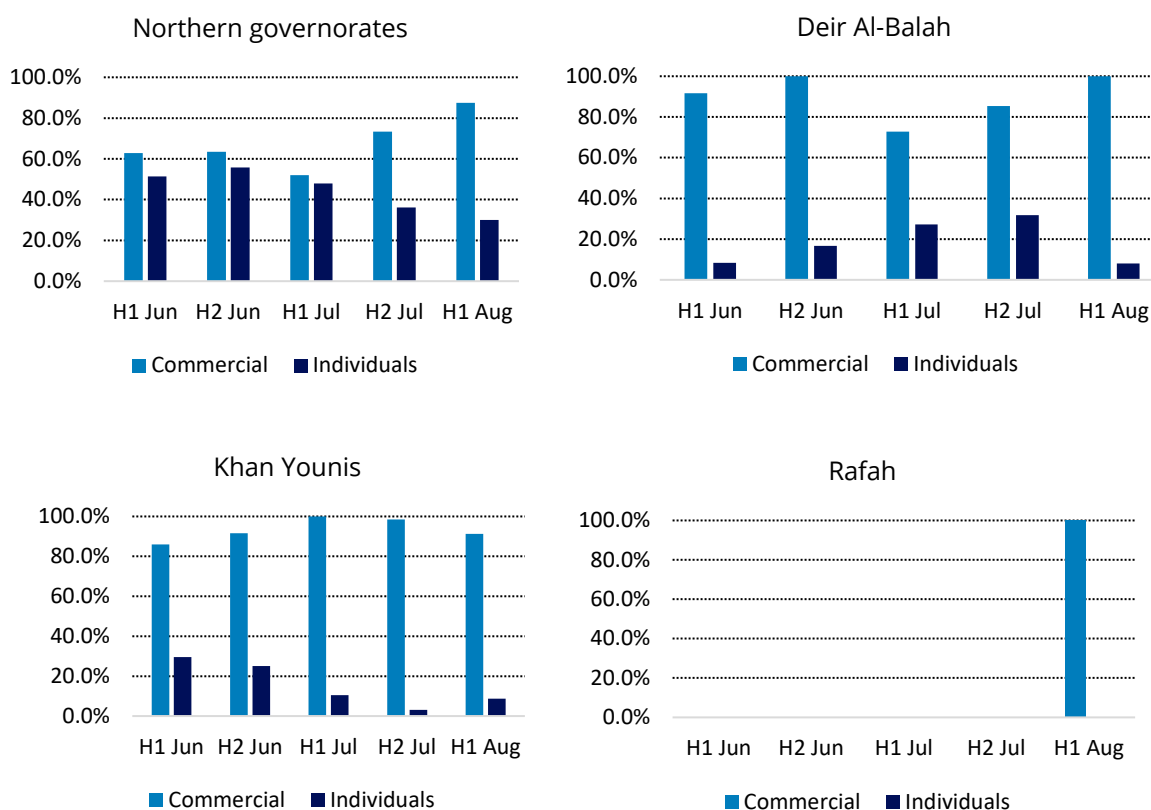 Northern governorates
100.0%
80.0%
60.0%
40.0%
20.0%
0.0%
H1 Jun H2 Jun H1 Jul H2 Jul H1 Aug
Commercial Individuals
Deir Al-Balah
100.0%
80.0%
60.0%
40.0%
20.0%
0.0%
H1 Jun H2 Jun H1 Jul H2 Jul H1 Aug
Commercial Individuals
Khan Younis
100.0%
80.0%
60.0%
40.0%
20.0%
0.0%
H1 Jun H2 Jun H1 Jul H2 Jul H1 Aug
Commercial Individuals
Rafah
100.0%
80.0%
60.0%
40.0%
20.0%
0.0%
H1 Jun H2 Jun H1 Jul H2 Jul H1 Aug
Commercial Individuals